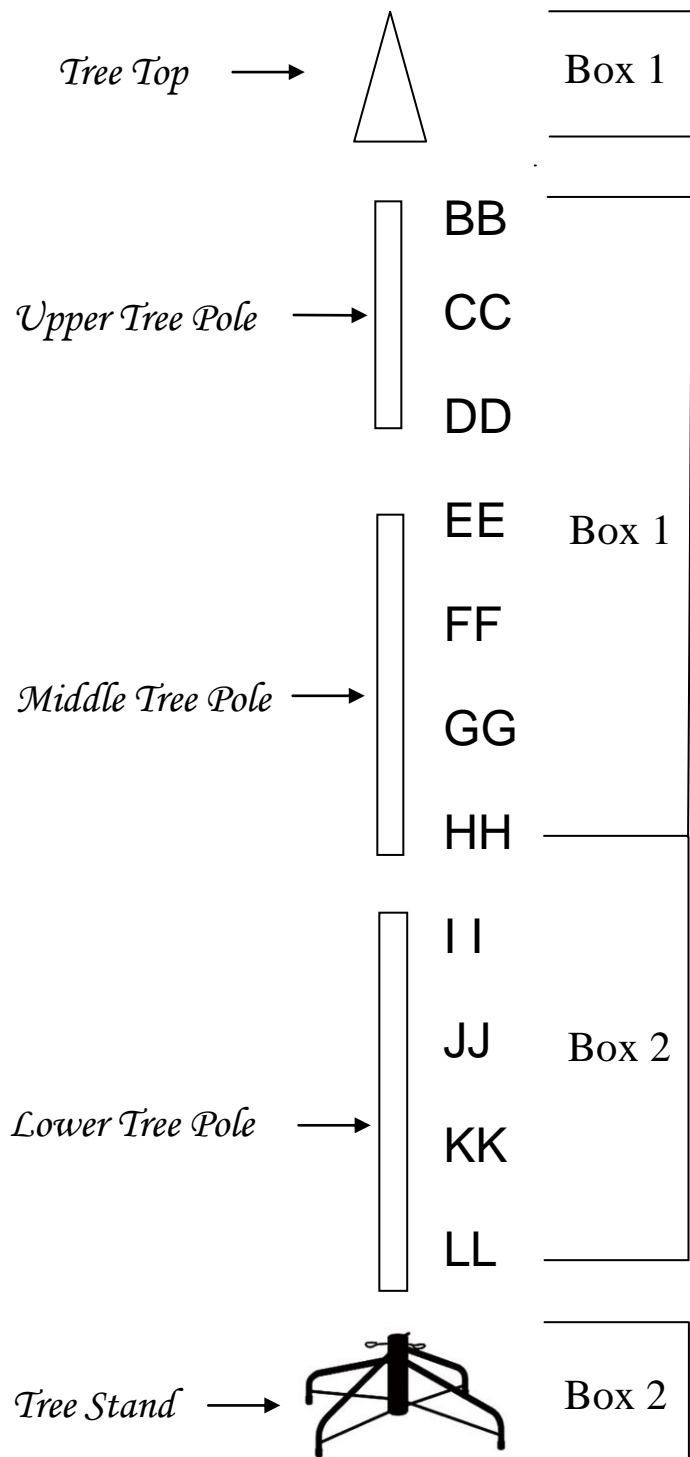 Tree Top
Box 1
BB
Upper Tree Pole
CC
DD
EE
Box 1
FF
Middle Tree Pole
GG
HH
I I
JJ
Box 2
Lower Tree Pole
KK
LL
Tree Stand
Box 2